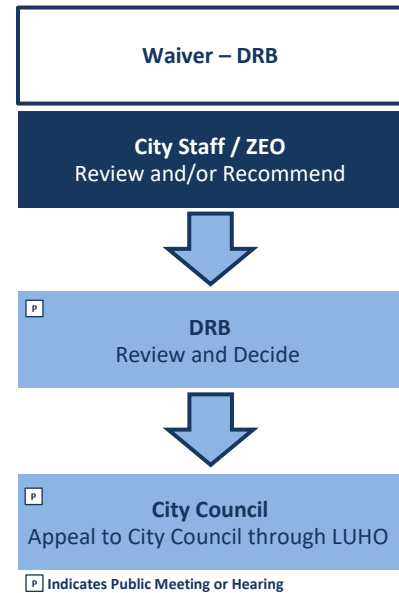 Waiver – DRB
City Staff / ZEO
Review and/or Recommend
P
DRB
Review and Decide
P
City Council
Appeal to City Council through LUHO
P Indicates Public Meeting or Hearing